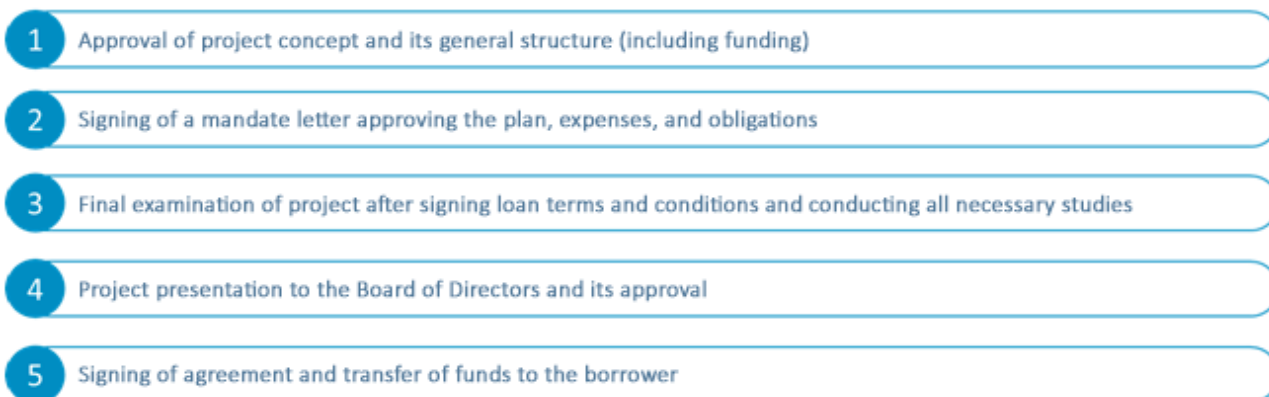 1 Approval of project concept and its general structure (including funding)
2 Signing of a mandate letter approving the plan, expenses, and obligations
3 Final examination of project after signing loan terms and conditions and conducting all necessary studies
4 Project presentation to the Board of Directors and its approval
5 Signing of agreement and transfer of funds to the borrower